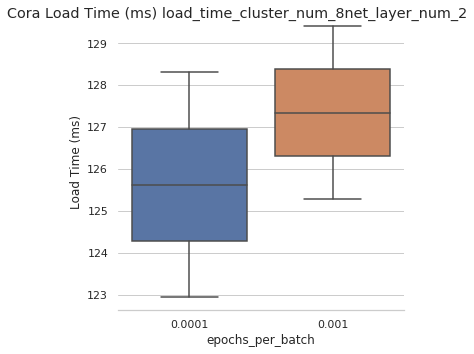 Cora Load Time (ms) load_time_cluster_num_8net_layer_num_2
129
128
127
126
125
124
123
Load Time (ms)
0.0001 0.001
epochs_per_batch